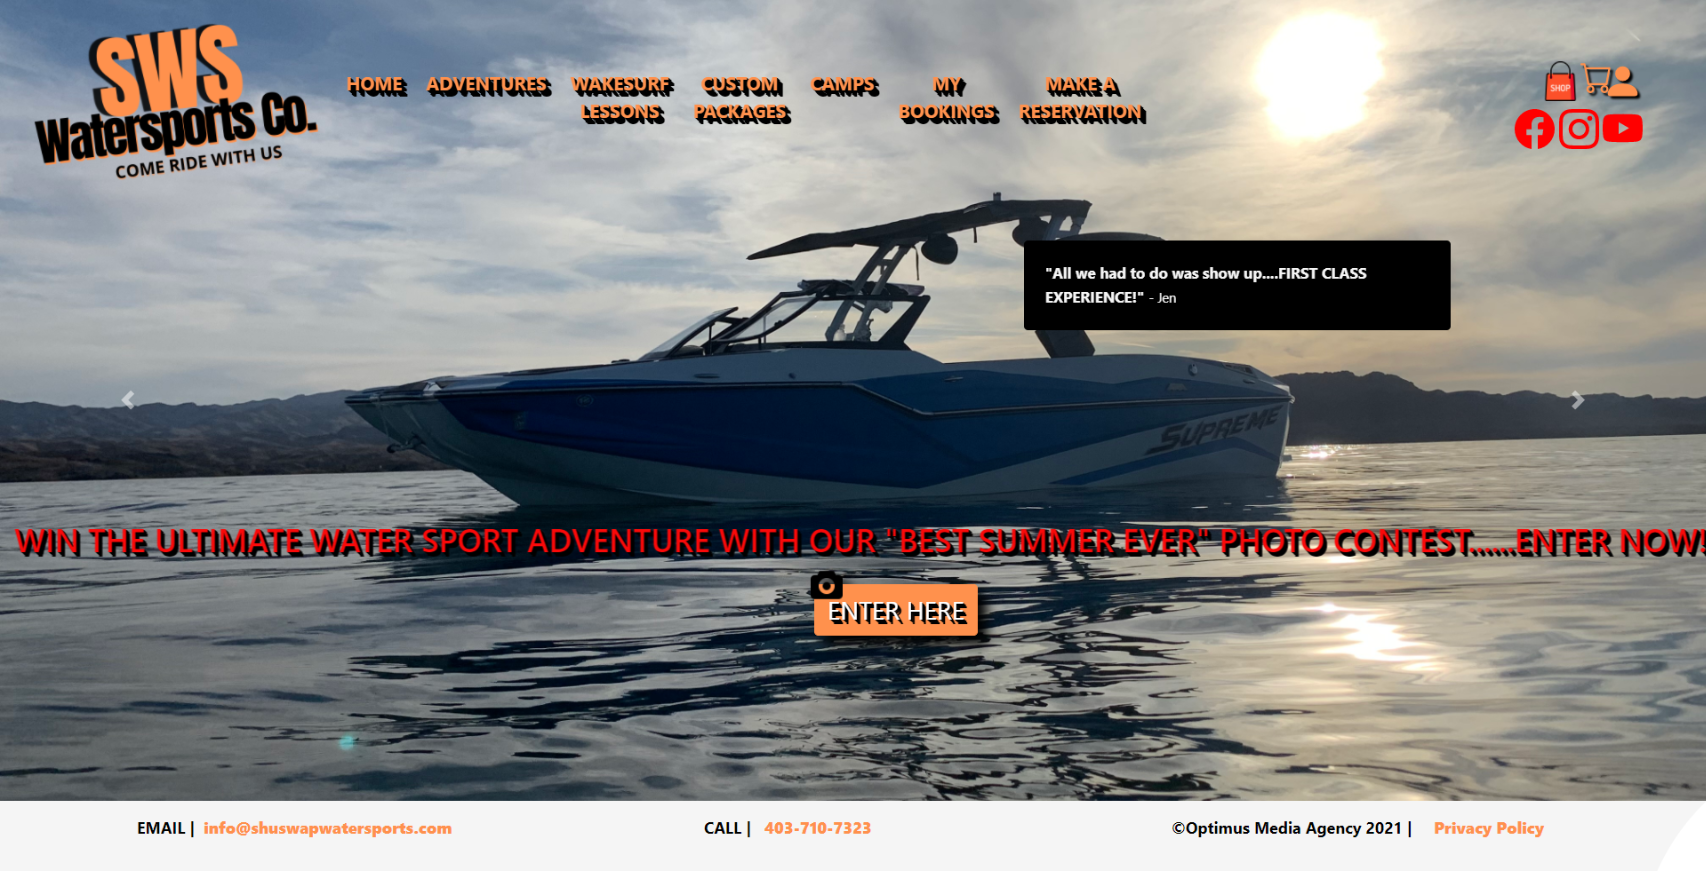 SWS
Watersports Co.
COME RIDE WITH US
HOME
ADVENTURES
WAKESURF
LESSONS
CUSTOM
PACKAGES
CAMPS
MY
BOOKINGS
MAKE A
RESERVATION
SHOP
"All we had to do was show up....FIRST CLASS
EXPERIENCE!" - Jen
SUPREME
WIN THE ULTIMATE WATER SPORT ADVENTURE WITH OUR "BEST SUMMER EVER" PHOTO CONTEST......ENTER NOW!
ENTER HERE
EMAIL | info@shuswapwatersports.com
CALL | 403-710-7323
©Optimus Media Agency 2021 | Privacy Policy